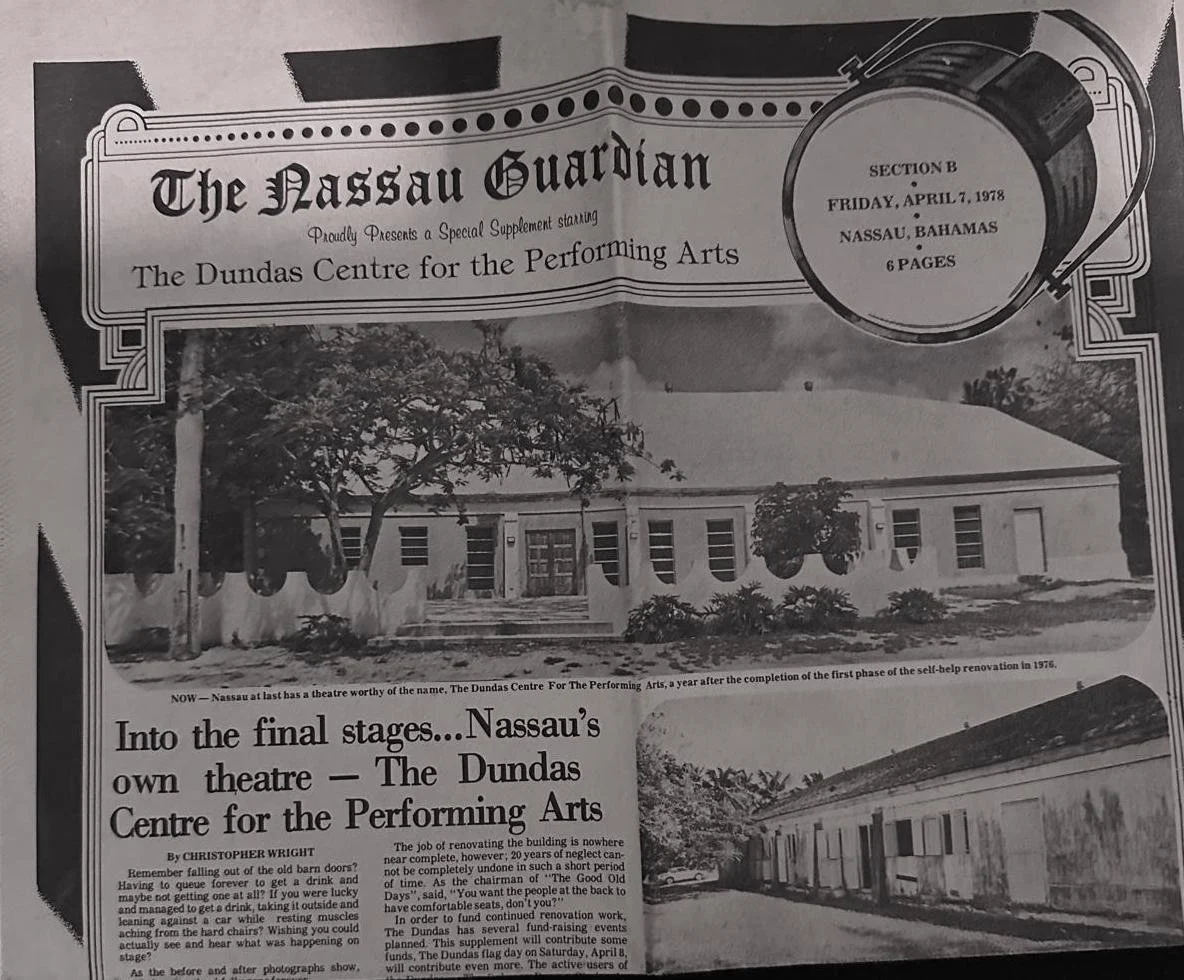 The Nassau Guardian
Proudly Presents a Special Supplement starring
The Dundas Centre for the Performing Arts
SECTION B
•
FRIDAY, APRIL 7, 1978
•
NASSAU, BAHAMAS
•
6 PAGES
NOW — Nassau at last has a theatre worthy of the name, The Dundas Centre For The Performing Arts, a year after the completion of the first phase of the self-help renovation in 1976.
Into the final stages...Nassau's
own theatre — The Dundas
Centre for the Performing Arts
By CHRISTOPHER WRIGHT
Remember falling out of the old barn doors?
Having to queue forever to get a drink and
maybe not getting one at all? If you were lucky
and managed to get a drink, taking it outside and
leaning against a car while resting muscles
aching from the hard chairs? Wishing you could
actually see and hear what was happening on
stage?
As the before and after photographs show,
The job of renovating the building is nowhere
near complete, however; 20 years of neglect can-
not be completely undone in such a short period
of time. As the chairman of "The Good Old
Days", said, "You want the people at the back to
have comfortable seats, don't you?"
In order to fund continued renovation work,
The Dundas has several fund-raising events
planned. This supplement will contribute some
funds, The Dundas flag day on Saturday, April 8,
will contribute even more. The active users of